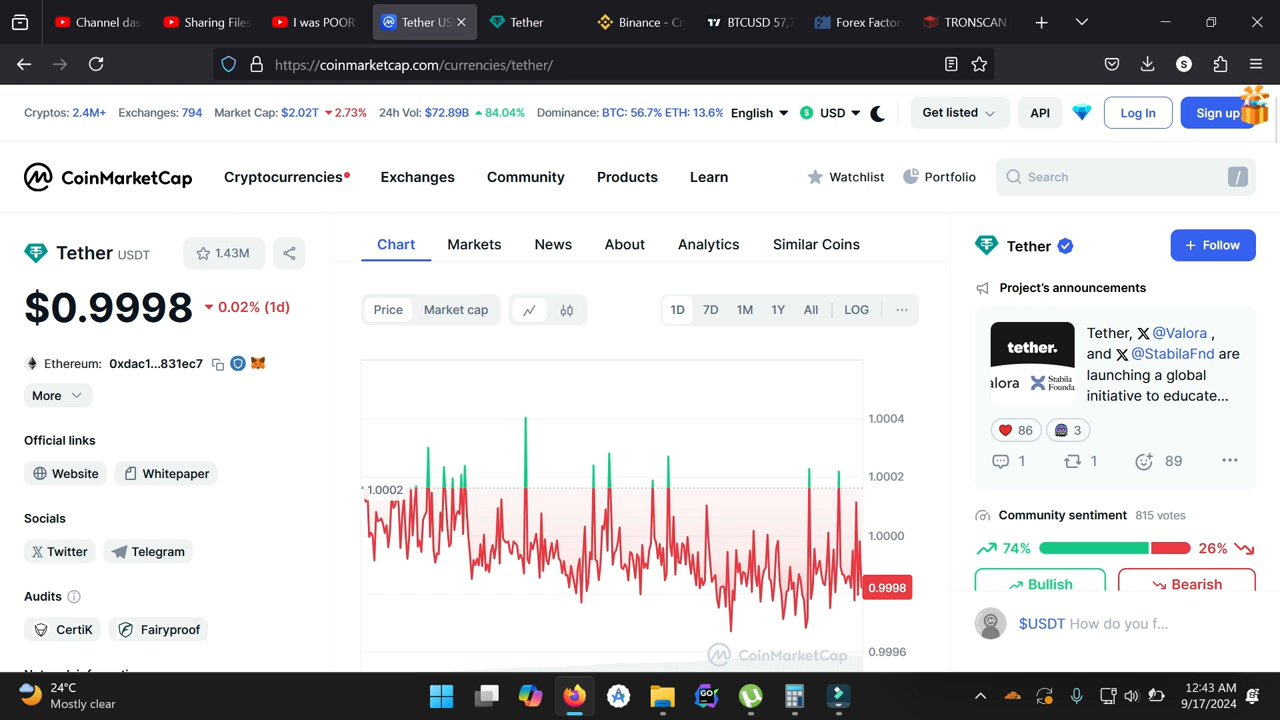 Channel das
Sharing Files
I was POOR
Tether US
Tether
Binance - Cr
BTCUSD 57,7
Forex Factor
TRONSCAN
https://coinmarketcap.com/currencies/tether/
Cryptos: 2.4M+ Exchanges: 794 Market Cap: $2.02T 2.73% 24h Vol: $72.89B 84.04% Dominance: BTC: 56.7% ETH: 13.6% English USD Get listed API Log In Sign up
CoinMarketCap Cryptocurrencies Exchanges Community Products Learn Watchlist Portfolio Search /
Tether USDT 1.43M
$0.9998 0.02% (1d)
Ethereum: 0xdac1...831ec7
More
Official links
Website Whitepaper
Socials
Twitter Telegram
Audits
CertiK Fairyproof
Chart Markets News About Analytics Similar Coins
Price Market cap 1D 7D 1M 1Y All LOG
1.0004
1.0002
1.0002
1.0000
0.9998
0.9996
CoinMarketCap
Tether Follow
Project's announcements
tether.
alora Stabila Founda
Tether, X @Valora ,
and X @StabilaFnd are
launching a global
initiative to educate...
86 3
1 1 89
Community sentiment 815 votes
74% 26%
Bullish Bearish
$USDT How do you f...
24°C
Mostly clear
12:43 AM
9/17/2024